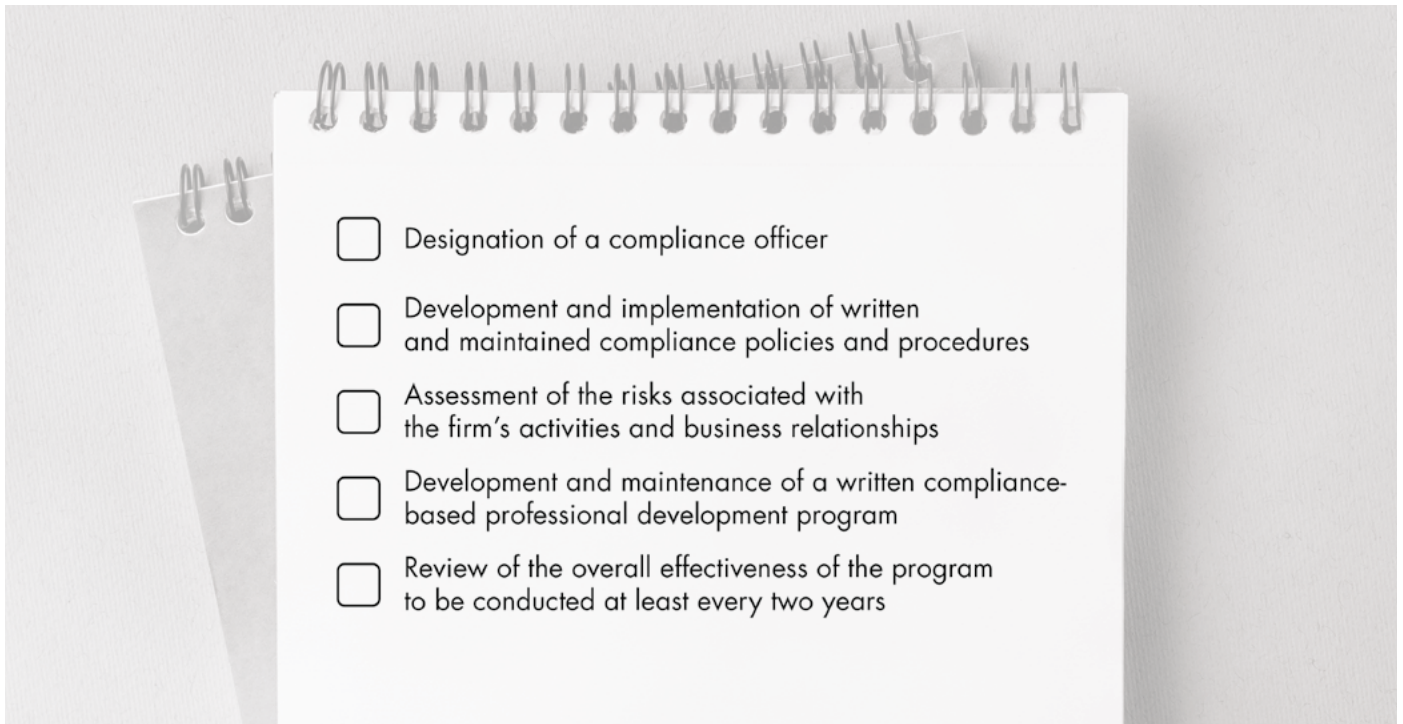 Designation of a compliance officer
Development and implementation of written
and maintained compliance policies and procedures
Assessment of the risks associated with
the firm's activities and business relationships
Development and maintenance of a written compliance-
based professional development program
Review of the overall effectiveness of the program
to be conducted at least every two years